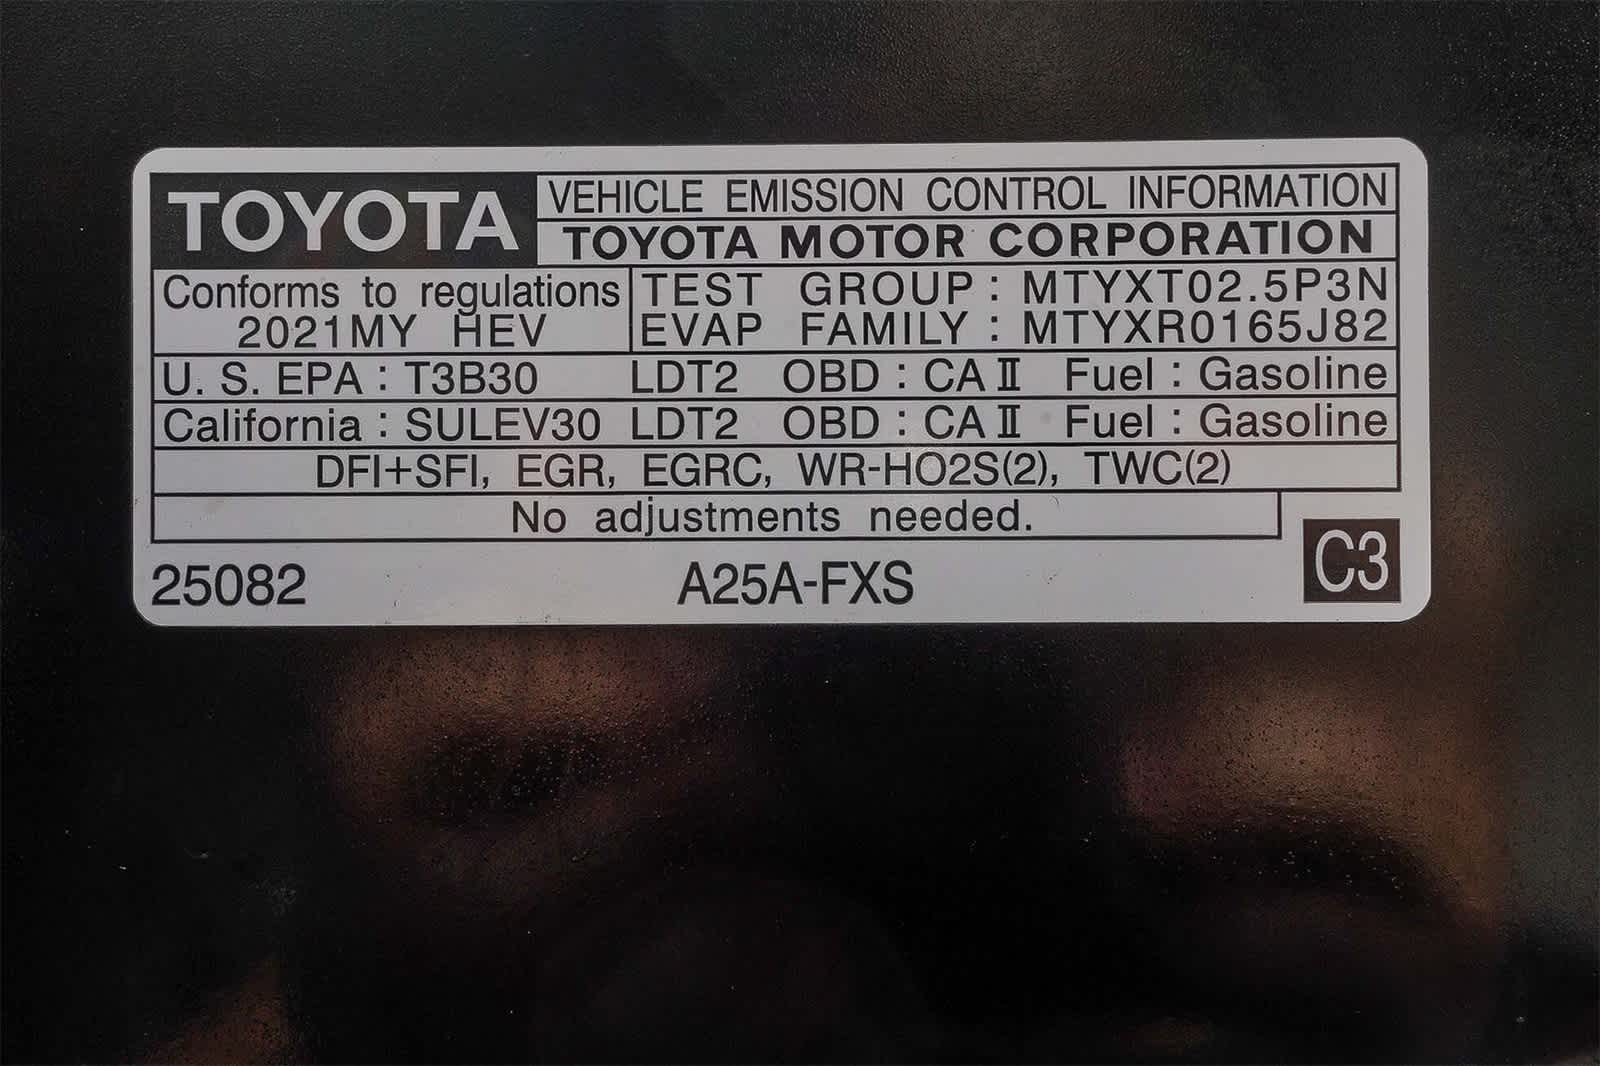 TOYOTA
VEHICLE EMISSION CONTROL INFORMATION
TOYOTA MOTOR CORPORATION
Conforms to regulations
2021MY HEV
TEST GROUP : MTYXT02.5P3N
EVAP FAMILY : MTYXR0165J82
U. S. EPA : T3B30 LDT2 OBD : CA II Fuel : Gasoline
California : SULEV30 LDT2 OBD : CA II Fuel : Gasoline
DFI+SFI, EGR, EGRC, WR-HO2S(2), TWC(2)
No adjustments needed.
25082 A25A-FXS C3